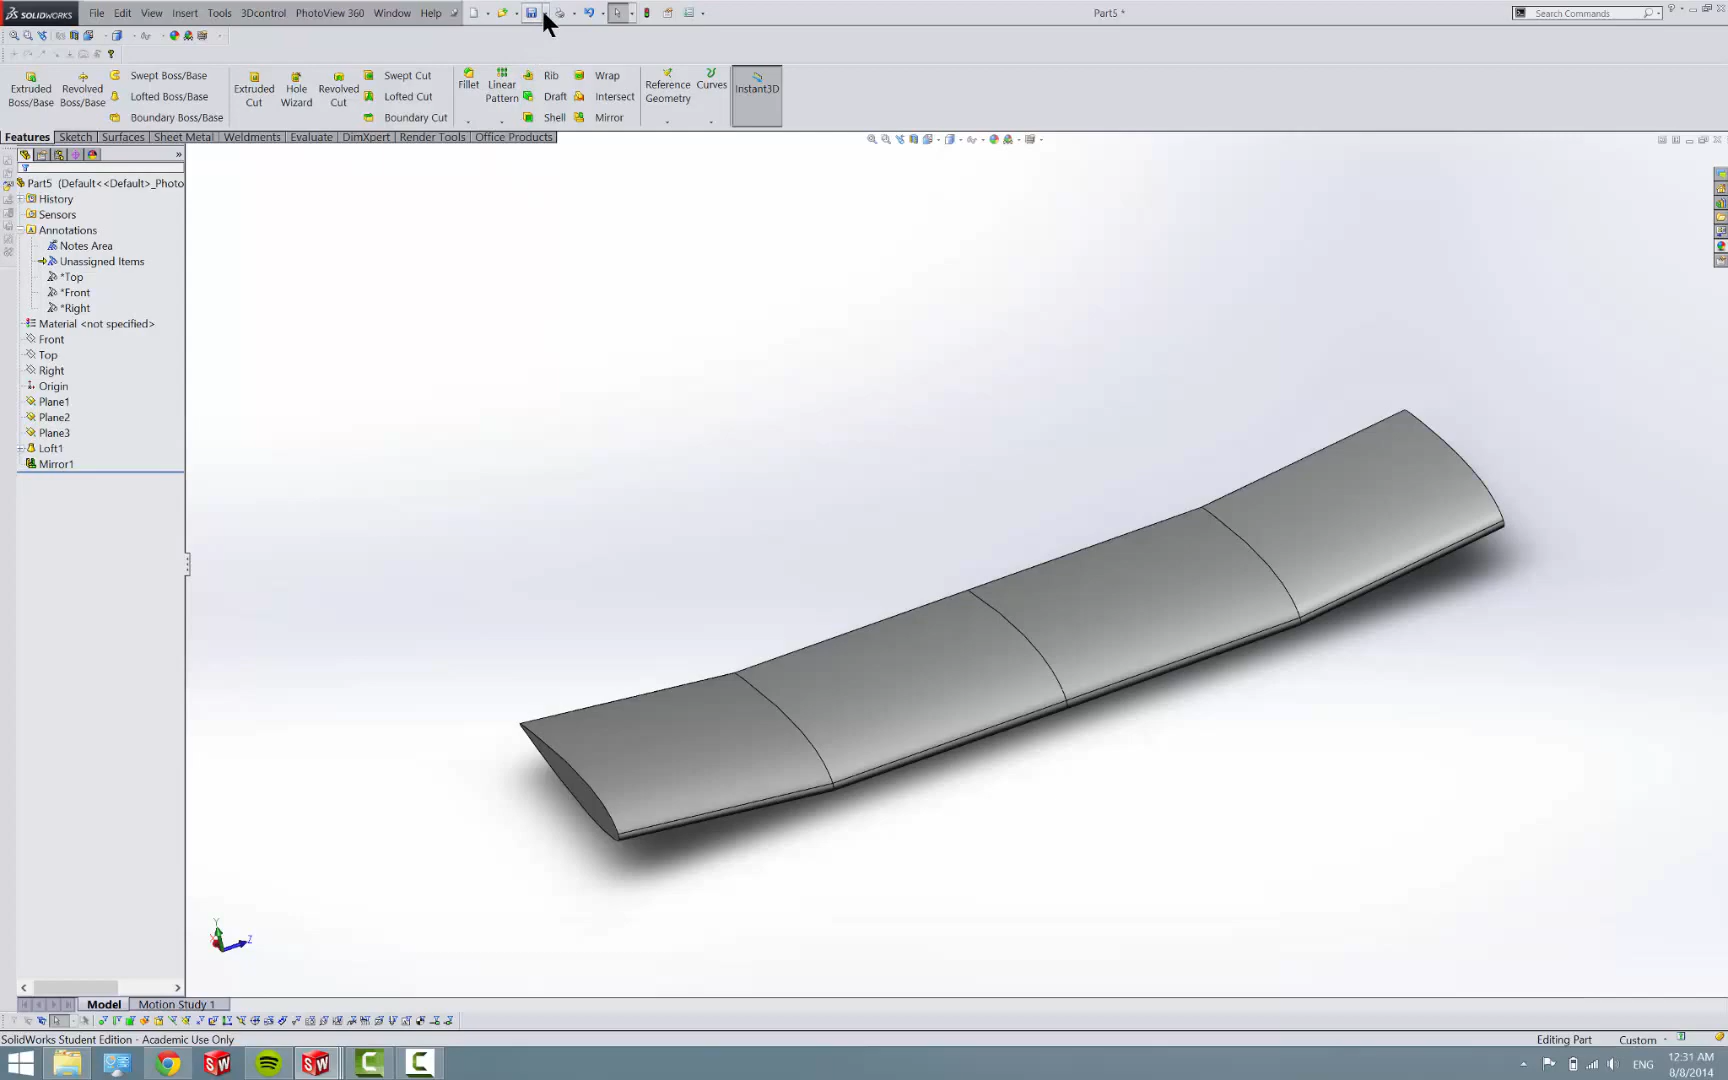 SOLIDWORKS File Edit View Insert Tools 3Dcontrol PhotoView 360 Window Help Part5 * Search Commands
Extruded Boss/Base
Revolved Boss/Base
Swept Boss/Base
Lofted Boss/Base
Boundary Boss/Base
Extruded Cut
Hole Wizard
Revolved Cut
Swept Cut
Lofted Cut
Boundary Cut
Fillet
Linear Pattern
Rib
Draft
Shell
Wrap
Intersect
Mirror
Reference Geometry
Curves
Instant3D
Features Sketch Surfaces Sheet Metal Weldments Evaluate DimXpert Render Tools Office Products
Part5 (Default<<Default>_Photo
History
Sensors
Annotations
Notes Area
Unassigned Items
*Top
*Front
*Right
Material <not specified>
Front
Top
Right
Origin
Plane1
Plane2
Plane3
Loft1
Mirror1
Y
Z
Model Motion Study 1
SolidWorks Student Edition - Academic Use Only Editing Part Custom
ENG 12:31 AM
8/8/2014